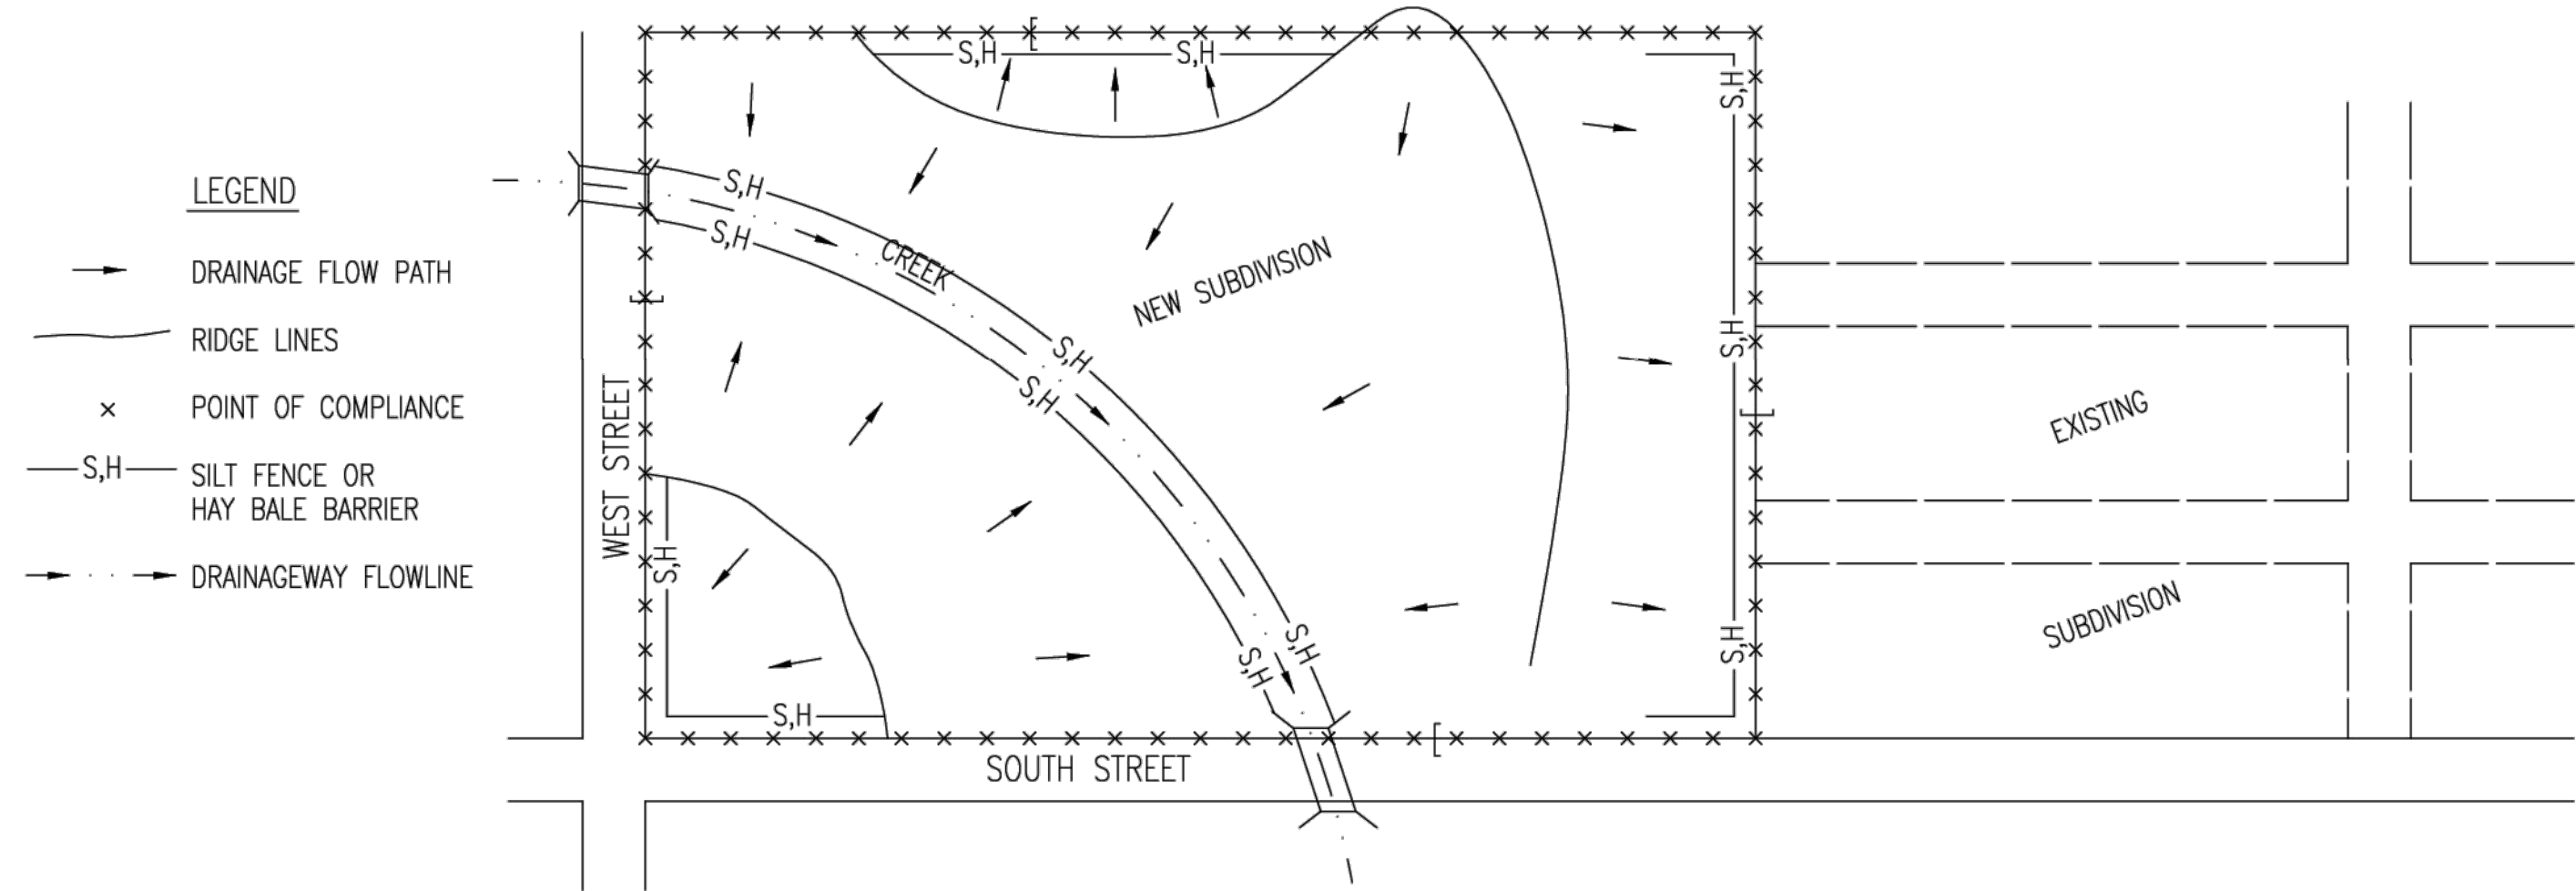 LEGEND
DRAINAGE FLOW PATH
RIDGE LINES
POINT OF COMPLIANCE
S,H
SILT FENCE OR
HAY BALE BARRIER
DRAINAGEWAY FLOWLINE
S,H
S,H
S,H
S,H
S,H
CREEK
NEW SUBDIVISION
S,H
S,H
S,H
WEST STREET
EXISTING
S,H
SUBDIVISION
S,H
S,H
S,H
S,H
SOUTH STREET